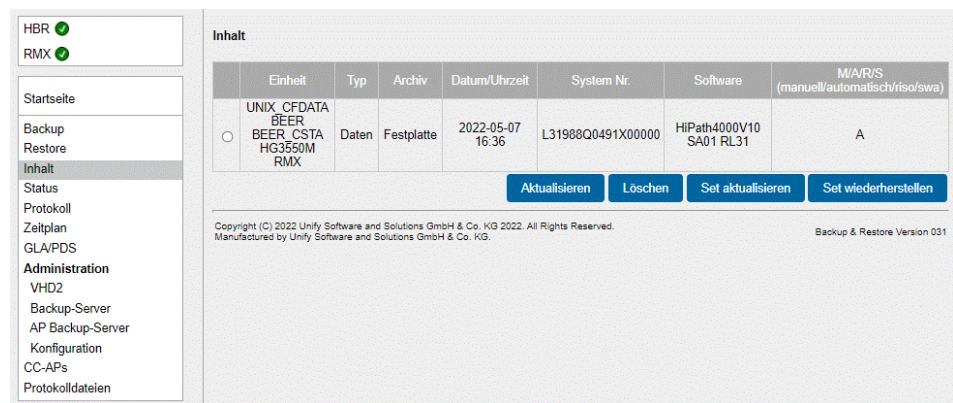 HBR
RMX
Startseite
Backup
Restore
Inhalt
Status
Protokoll
Zeitplan
GLA/PDS
Administration
VHD2
Backup-Server
AP Backup-Server
Konfiguration
CC-APs
Protokolldateien
Inhalt
Einheit Typ Archiv Datum/Uhrzeit System Nr. Software M/A/R/S
(manuell/automatisch/riso/swa)
UNIX_CFDATA
BEER
BEER_CSTA
HG3550M
RMX
Daten
Festplatte
2022-05-07
16:36
L31988Q0491X00000
HiPath4000V10
SA01 RL31
A
Aktualisieren Löschen Set aktualisieren Set wiederherstellen
Copyright (C) 2022 Unify Software and Solutions GmbH & Co. KG 2022. All Rights Reserved.
Manufactured by Unify Software and Solutions GmbH & Co. KG.
Backup & Restore Version 031